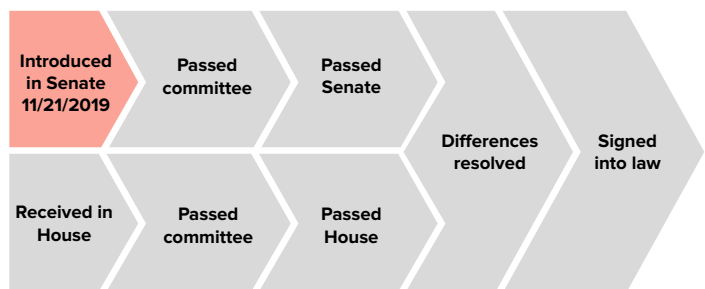 Introduced
in Senate
11/21/2019
Passed
committee
Passed
Senate
Differences
resolved
Signed
into law
Received in
House
Passed
committee
Passed
House